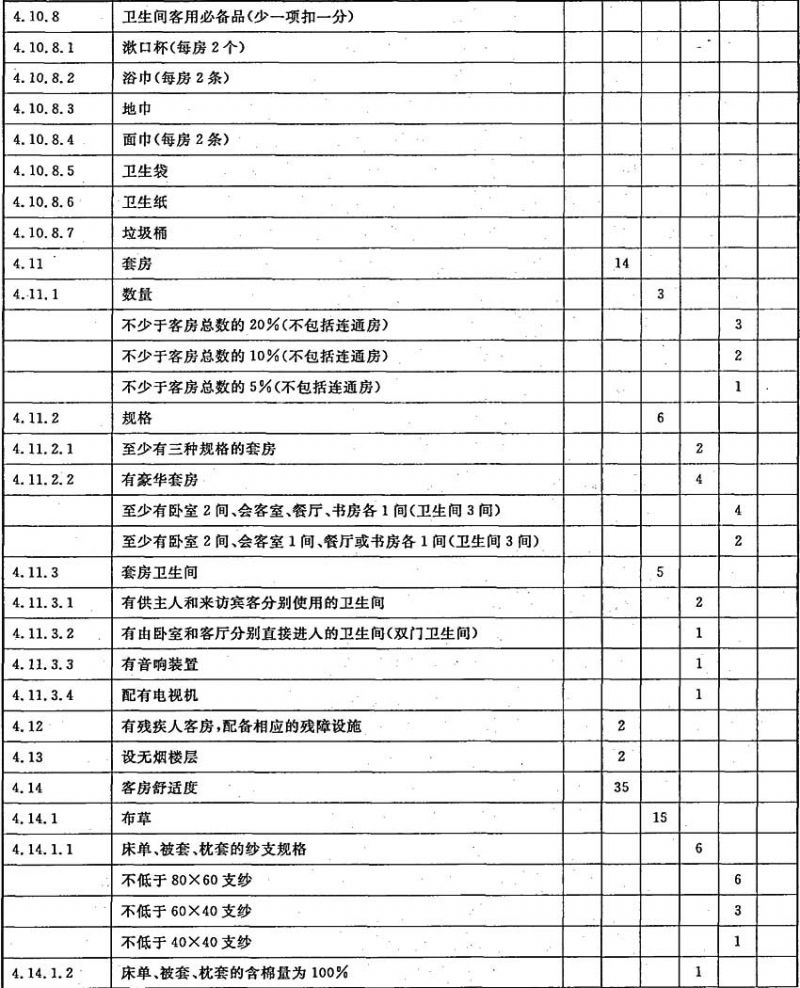 4.10.8 卫生间客用必备品(少一项扣一分)
4.10.8.1 漱口杯(每房2个)
4.10.8.2 浴巾(每房2条)
4.10.8.3 地巾
4.10.8.4 面巾(每房2条)
4.10.8.5 卫生袋
4.10.8.6 卫生纸
4.10.8.7 垃圾桶
4.11 套房 14
4.11.1 数量 3
不少于客房总数的20%(不包括连通房) 3
不少于客房总数的10%(不包括连通房) 2
不少于客房总数的5%(不包括连通房) 1
4.11.2 规格 6
4.11.2.1 至少有三种规格的套房 2
4.11.2.2 有豪华套房 4
至少有卧室2间、会客室、餐厅、书房各1间(卫生间3间) 4
至少有卧室2间、会客室1间、餐厅或书房各1间(卫生间3间) 2
4.11.3 套房卫生间 5
4.11.3.1 有供主人和来访宾客分别使用的卫生间 2
4.11.3.2 有由卧室和客厅分别直接进人的卫生间(双门卫生间) 1
4.11.3.3 有音响装置 1
4.11.3.4 配有电视机 1
4.12 有残疾人客房,配备相应的残障设施 2
4.13 设无烟楼层 2
4.14 客房舒适度 35
4.14.1 布草 15
4.14.1.1 床单、被套、枕套的纱支规格 6
不低于80×60支纱 6
不低于60×40支纱 3
不低于40×40支纱 1
4.14.1.2 床单、被套、枕套的含棉量为100% 1